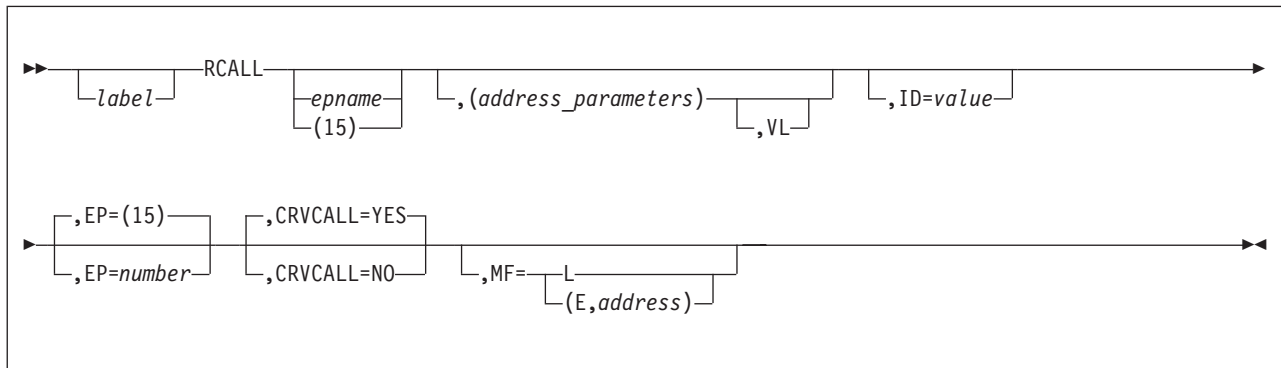 label RCALL epname ,(address_parameters) ,ID=value
(15) ,VL
,EP=(15) ,CRVCALL=YES
,EP=number ,CRVCALL=NO ,MF= L
(E,address)